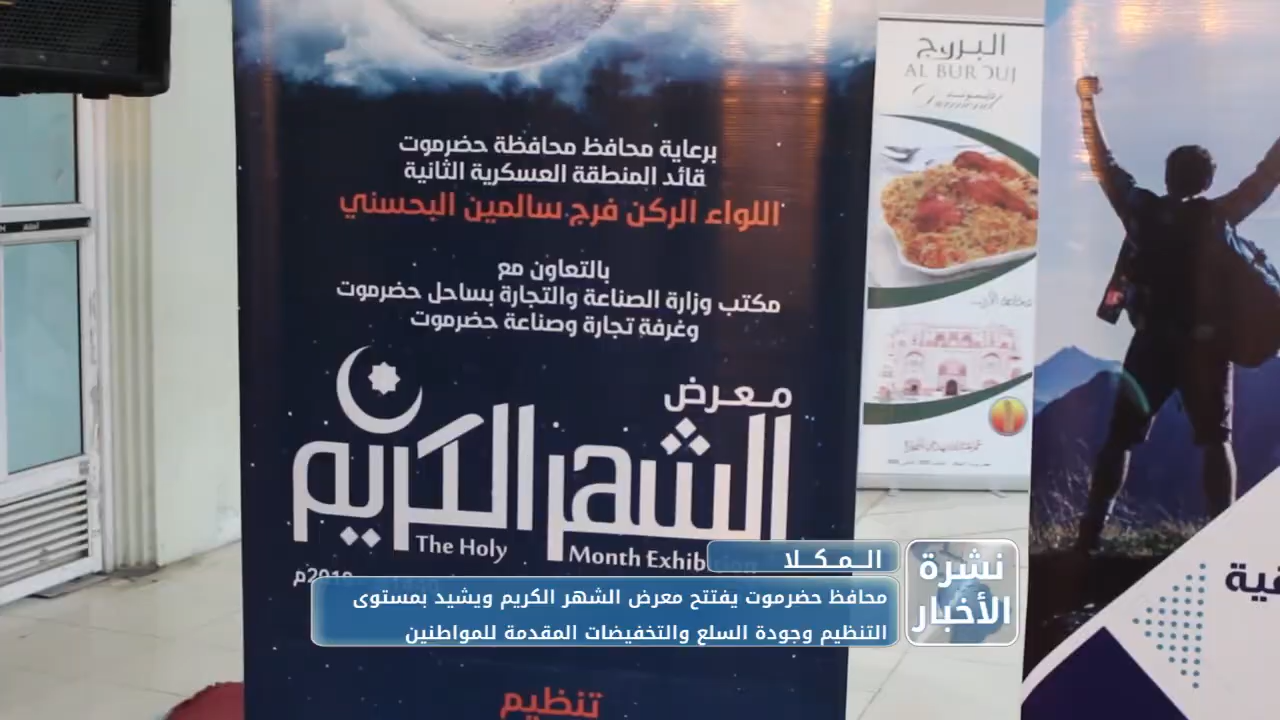 برعاية محافظ محافظة حضرموت
قائد المنطقة العسكرية الثانية
اللواء الركن فرج سالمين البحسني
بالتعاون مع
مكتب وزارة الصناعة والتجارة بساحل حضرموت
وغرفة تجارة وصناعة حضرموت
معرض
الشهر الكريم
The Holy Month Exhibition
تنظيم
البروج
AL BUROUJ
Diamond
المكلا
نشرة
الأخبار
محافظ حضرموت يفتتح معرض الشهر الكريم ويشيد بمستوى
التنظيم وجودة السلع والتخفيضات المقدمة للمواطنين